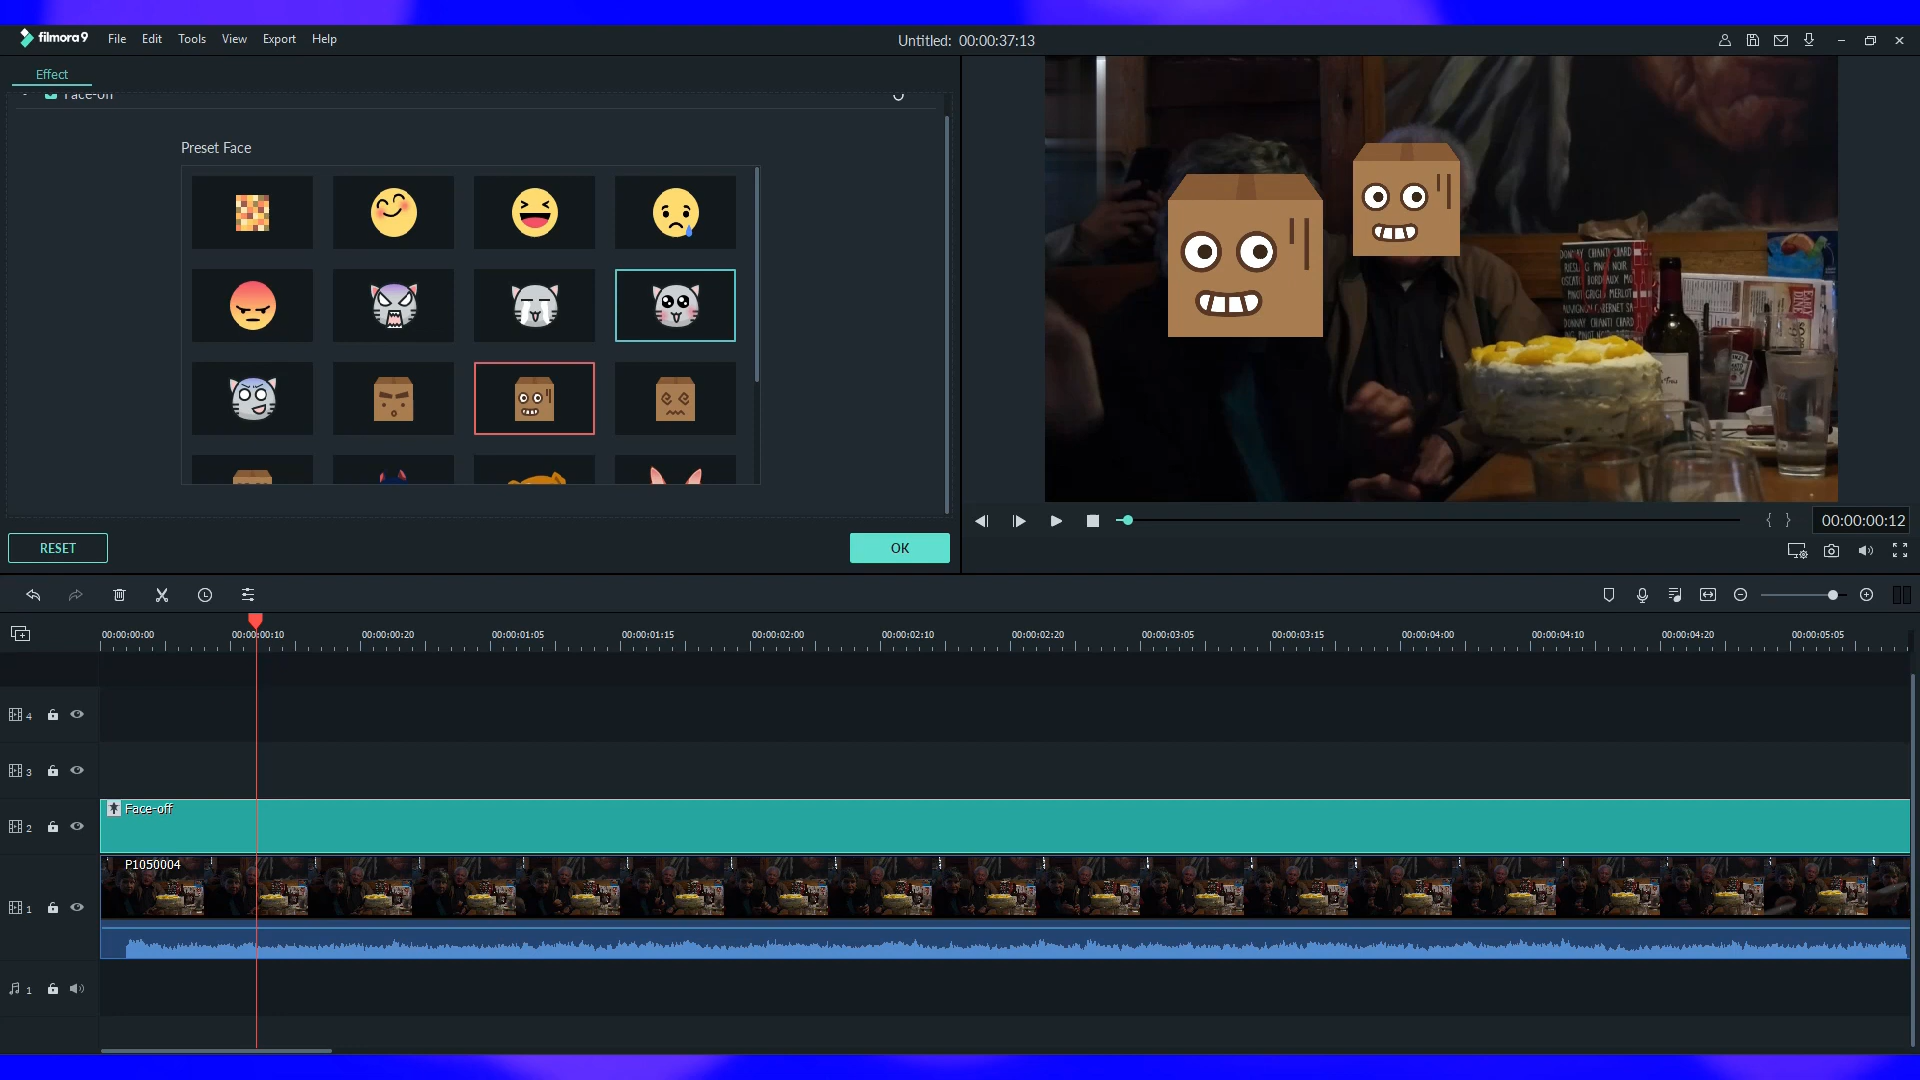 filmora9 File Edit Tools View Export Help
Untitled: 00:00:37:13
Effect
Face-off
Preset Face
RESET
OK
00:00:00:12
00:00:00:00 00:00:00:10 00:00:00:20 00:00:01:05 00:00:01:15 00:00:02:00 00:00:02:10 00:00:02:20 00:00:03:05 00:00:03:15 00:00:04:00 00:00:04:10 00:00:04:20 00:00:05:05
4
3
2
Face-off
P1050004
1
1